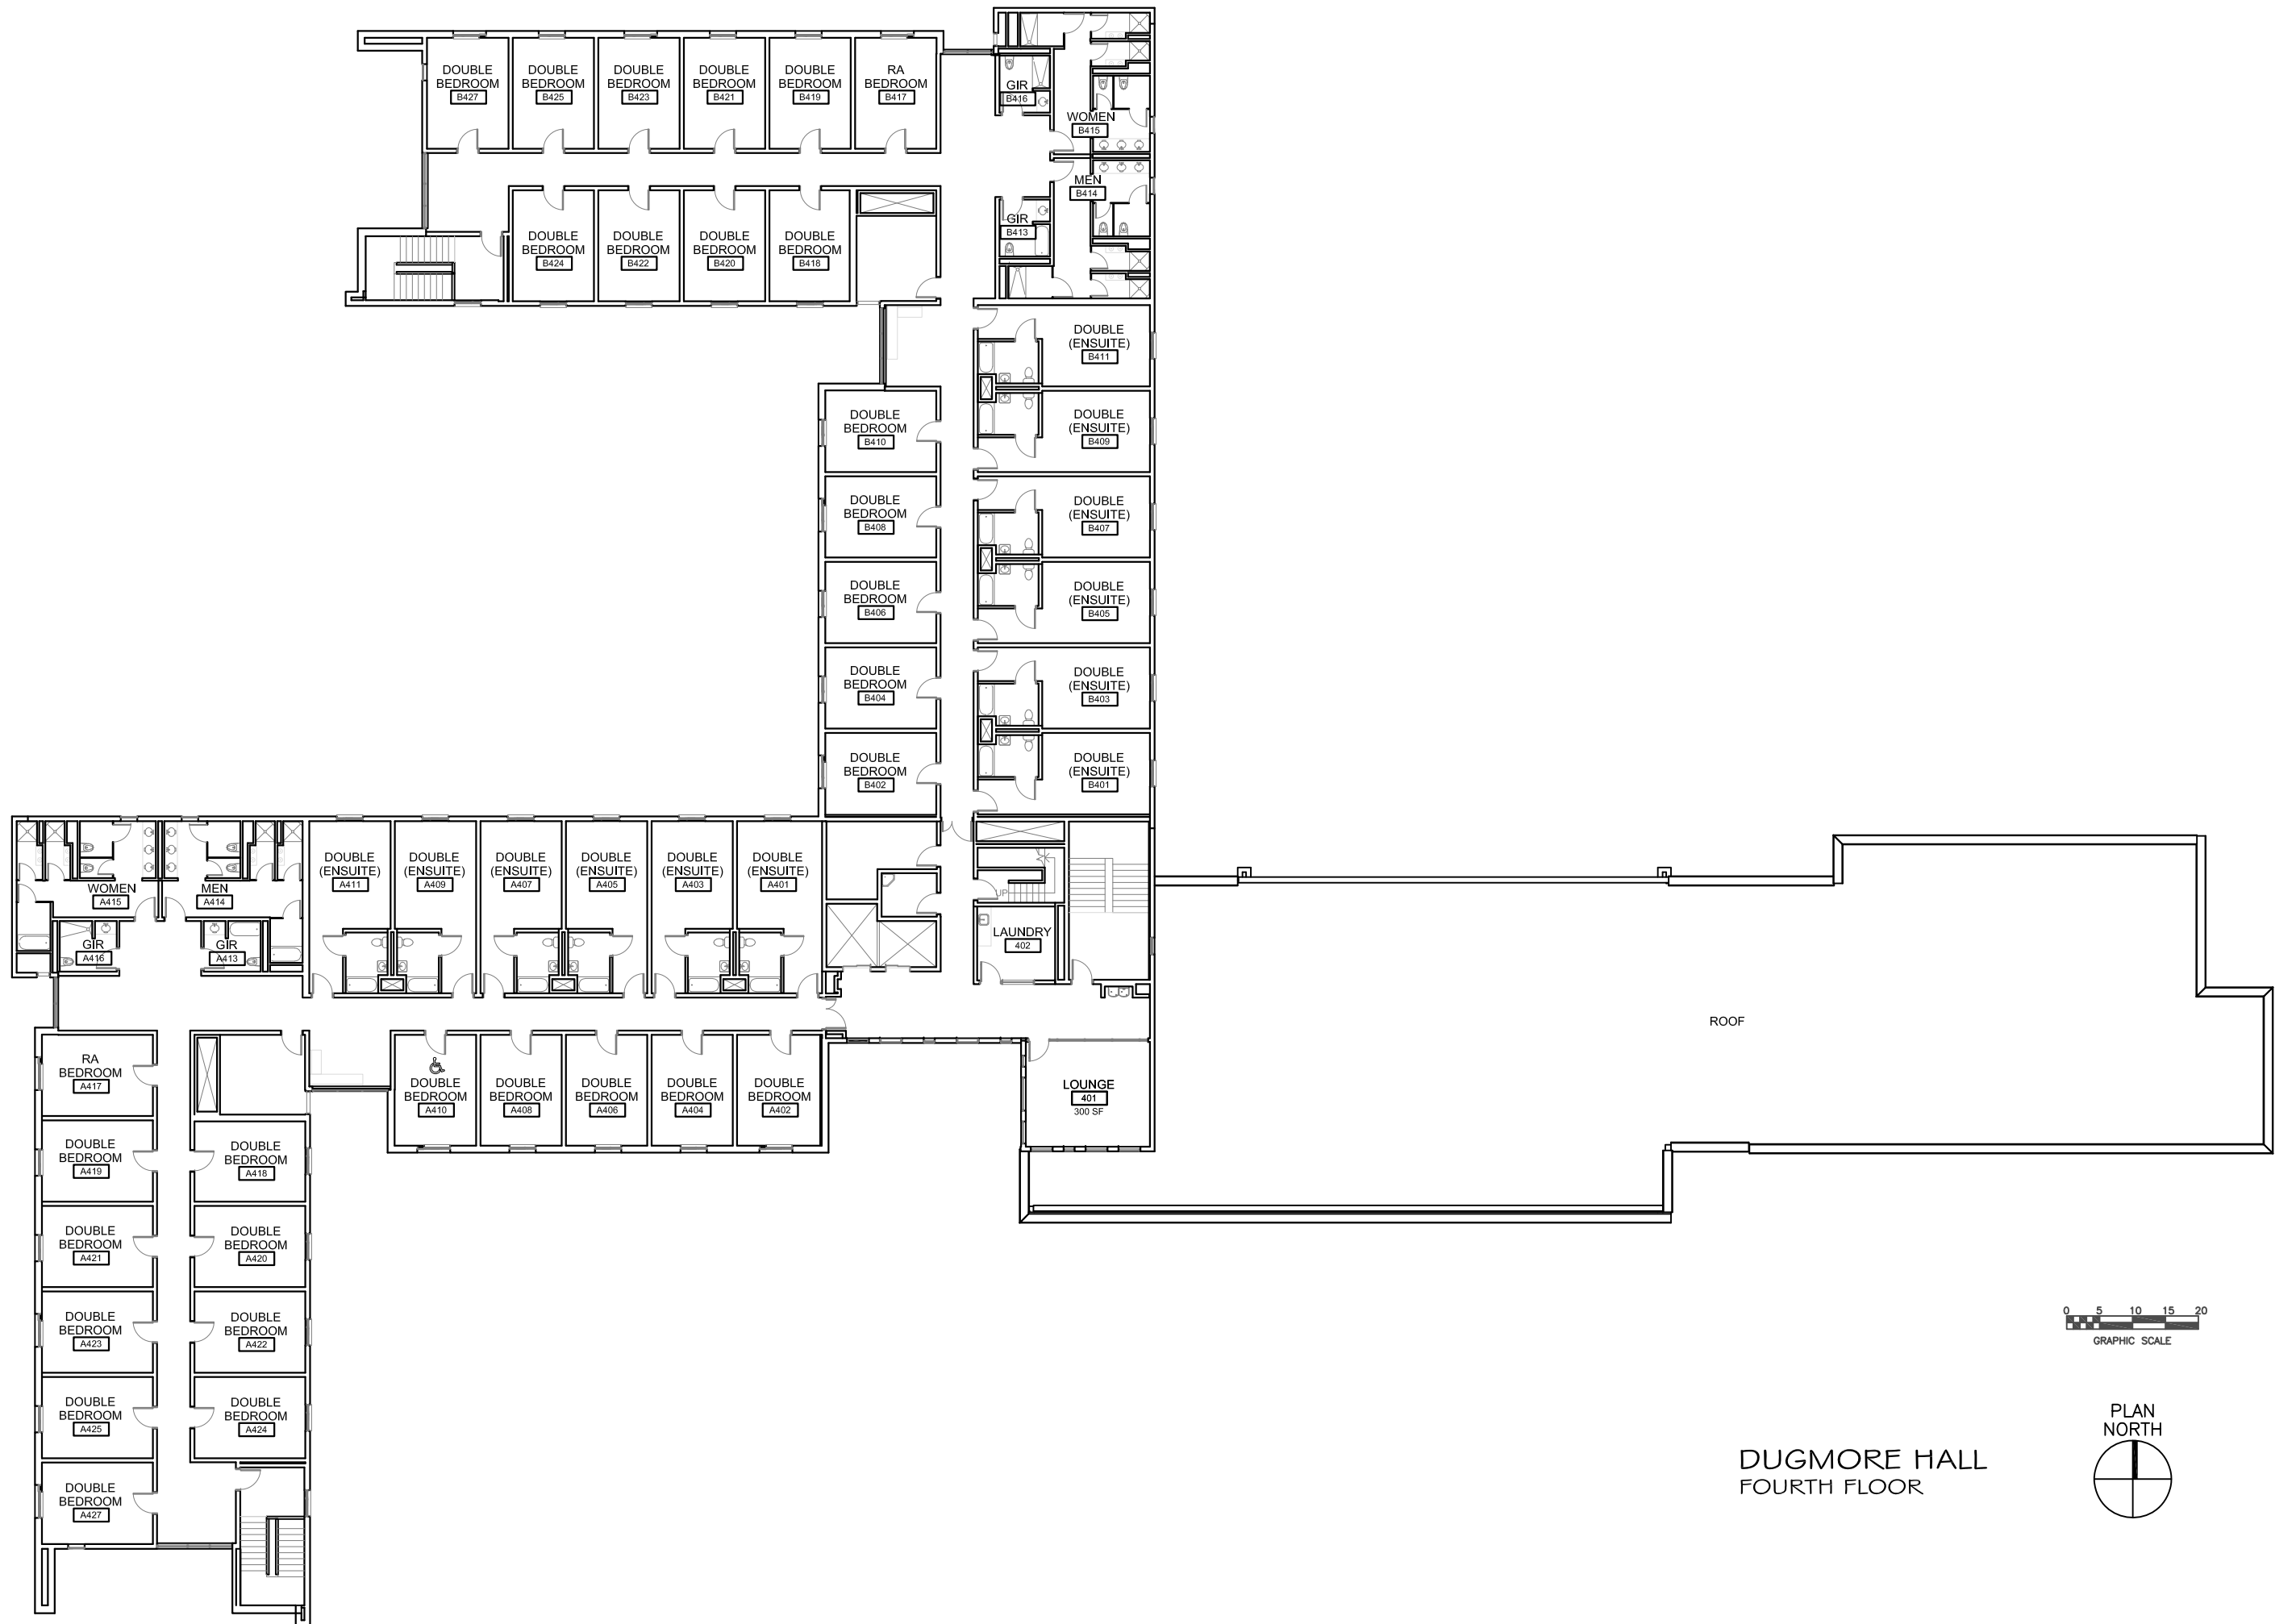 DOUBLE
BEDROOM
B427
DOUBLE
BEDROOM
B425
DOUBLE
BEDROOM
B423
DOUBLE
BEDROOM
B421
DOUBLE
BEDROOM
B419
RA
BEDROOM
B417
GIR
B416
WOMEN
B415
MEN
B414
GIR
B413
DOUBLE
BEDROOM
B424
DOUBLE
BEDROOM
B422
DOUBLE
BEDROOM
B420
DOUBLE
BEDROOM
B418
DOUBLE
(ENSUITE)
B411
DOUBLE
BEDROOM
B410
DOUBLE
(ENSUITE)
B409
DOUBLE
BEDROOM
B408
DOUBLE
(ENSUITE)
B407
DOUBLE
BEDROOM
B406
DOUBLE
(ENSUITE)
B405
DOUBLE
BEDROOM
B404
DOUBLE
(ENSUITE)
B403
DOUBLE
BEDROOM
B402
DOUBLE
(ENSUITE)
B401
WOMEN
A415
MEN
A414
GIR
A416
GIR
A413
DOUBLE
(ENSUITE)
A411
DOUBLE
(ENSUITE)
A409
DOUBLE
(ENSUITE)
A407
DOUBLE
(ENSUITE)
A405
DOUBLE
(ENSUITE)
A403
DOUBLE
(ENSUITE)
A401
UP
LAUNDRY
402
ROOF
RA
BEDROOM
A417
DOUBLE
BEDROOM
A410
DOUBLE
BEDROOM
A408
DOUBLE
BEDROOM
A406
DOUBLE
BEDROOM
A404
DOUBLE
BEDROOM
A402
LOUNGE
401
300 SF
DOUBLE
BEDROOM
A419
DOUBLE
BEDROOM
A418
DOUBLE
BEDROOM
A421
DOUBLE
BEDROOM
A420
DOUBLE
BEDROOM
A423
DOUBLE
BEDROOM
A422
DOUBLE
BEDROOM
A425
DOUBLE
BEDROOM
A424
DOUBLE
BEDROOM
A427
0 5 10 15 20
GRAPHIC SCALE
PLAN
NORTH
DUGMORE HALL
FOURTH FLOOR